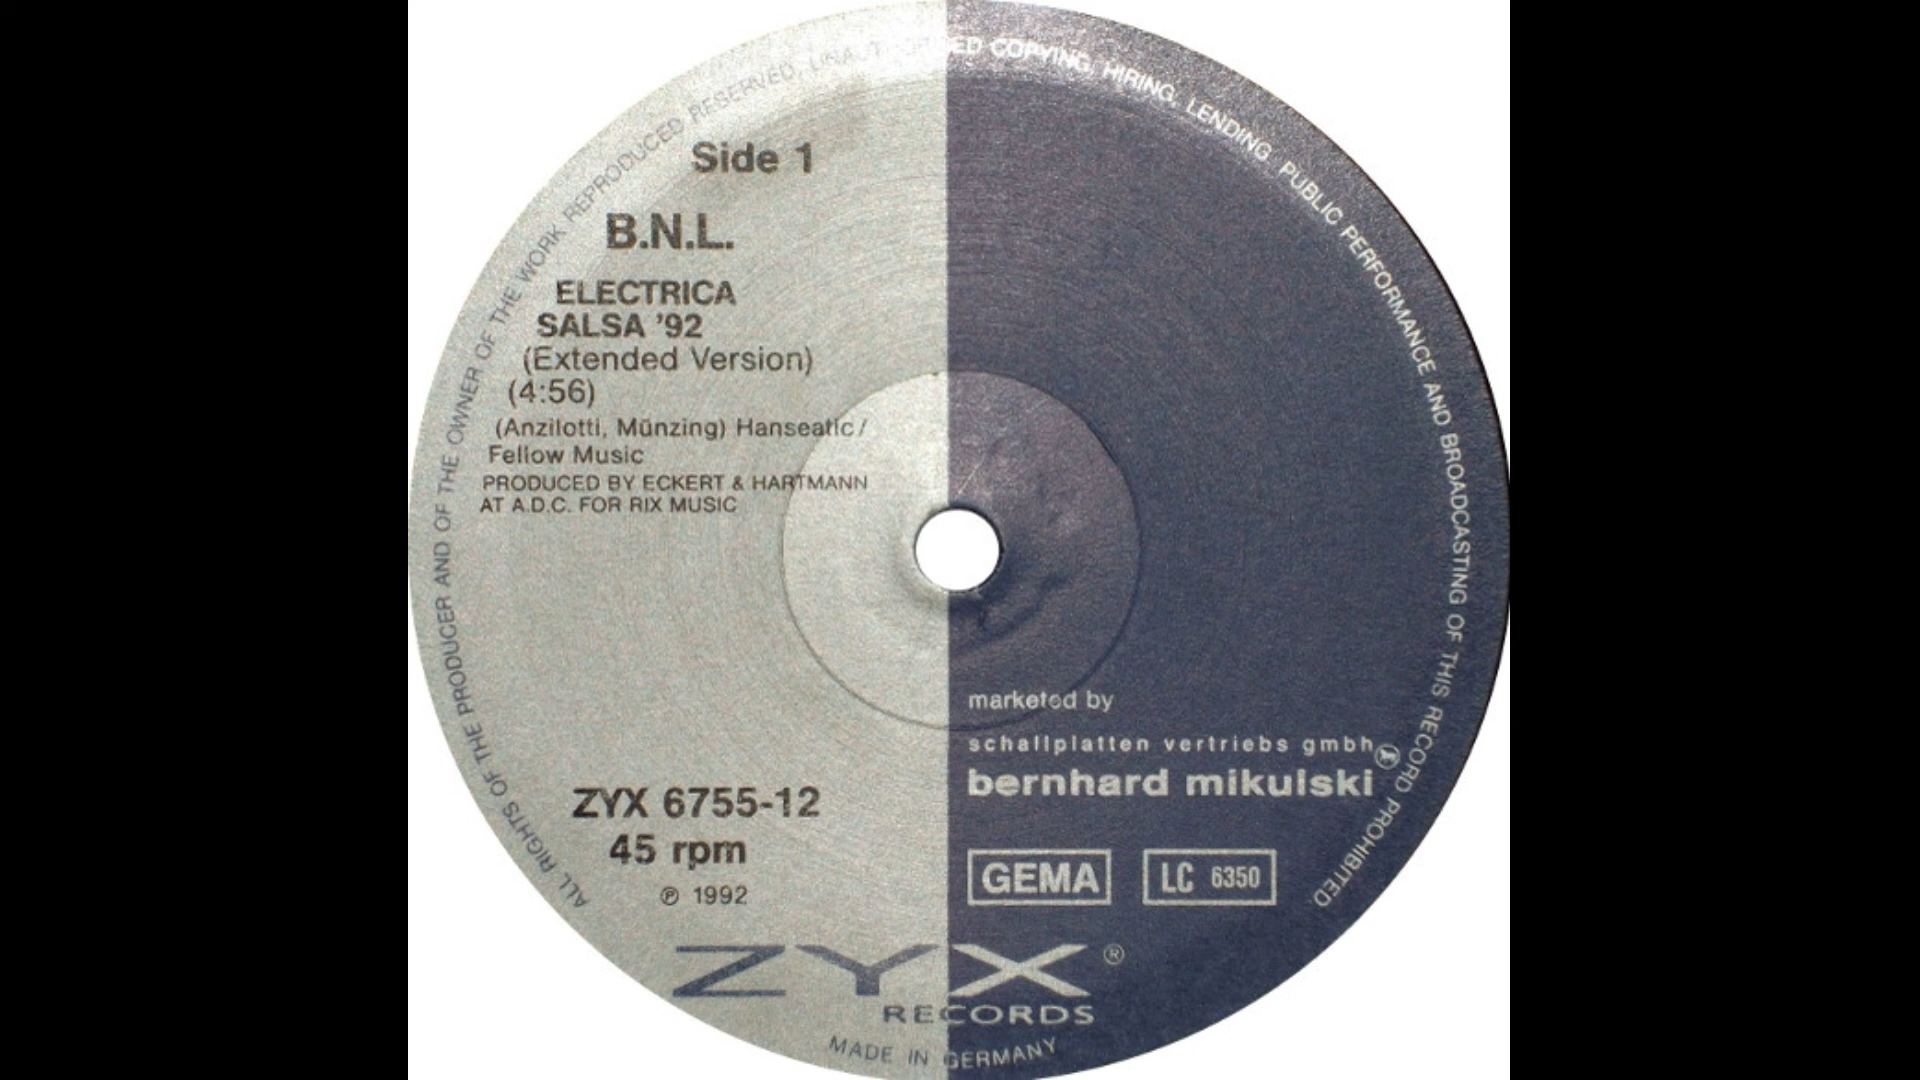 ALL RIGHTS OF THE PRODUCER AND OF THE OWNER OF THE WORK REPRODUCED RESERVED, UNAUTHORIZED COPYING, HIRING, LENDING, PUBLIC PERFORMANCE AND BROADCASTING OF THIS RECORD PROHIBITED.
Side 1
B.N.L.
ELECTRICA
SALSA '92
(Extended Version)
(4:56)
(Anzilotti, Münzing) Hanseatic/
Fellow Music
PRODUCED BY ECKERT & HARTMANN
AT A.D.C. FOR RIX MUSIC
marketed by
schallplatten vertriebs gmbh
bernhard mikulski
ZYX 6755-12
45 rpm
℗ 1992
GEMA
LC 6350
ZYX ®
RECORDS
MADE IN GERMANY